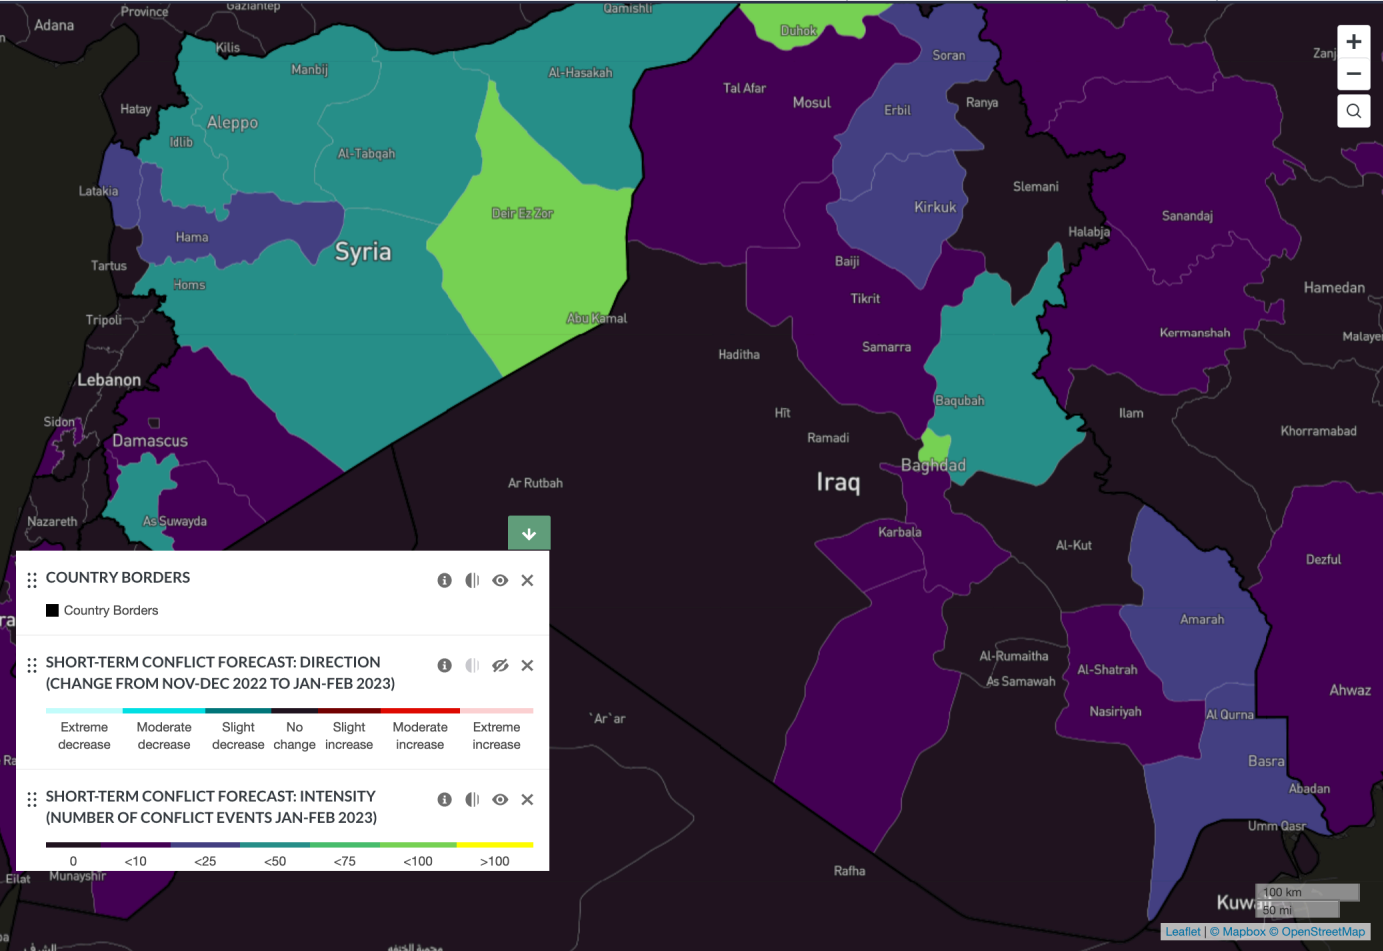 Province
Gaziantep
Qamishli
Adana
Duhok
Kilis
Soran
Zanj
Manbij
Al-Hasakah
Tal Afar
Mosul
Ranya
Hatay
Erbil
Aleppo
Idlib
Al-Tabqah
Slemani
Latakia
Deir Ez Zor
Kirkuk
Sanandaj
Hama
Halabja
Syria
Baiji
Tartus
Homs
Tikrit
Hamedan
Tripoli
Abu Kamal
Kermanshah
Malaye
Samarra
Haditha
Lebanon
Baqubah
Hīt
Ilam
Sidon
Ramadi
Khorramabad
Damascus
Baghdad
Iraq
Ar Rutbah
Nazareth
As Suwayda
Karbala
Al-Kut
Dezful
COUNTRY BORDERS
Country Borders
ra
Amarah
SHORT-TERM CONFLICT FORECAST: DIRECTION
(CHANGE FROM NOV-DEC 2022 TO JAN-FEB 2023)
Extreme decrease
Moderate decrease
Slight decrease
No change
Slight increase
Moderate increase
Extreme increase
Al-Rumaitha
As Samawah
Al-Shatrah
Ahwaz
Nasiriyah
Al Qurna
`Ar`ar
Ra
Basra
Abadan
SHORT-TERM CONFLICT FORECAST: INTENSITY
(NUMBER OF CONFLICT EVENTS JAN-FEB 2023)
0 <10 <25 <50 <75 <100 >100
Umm Qasr
Eilat
Munayshīr
Rafha
100 km
Kuwai
50 mi
Leaflet | © Mapbox © OpenStreetMap